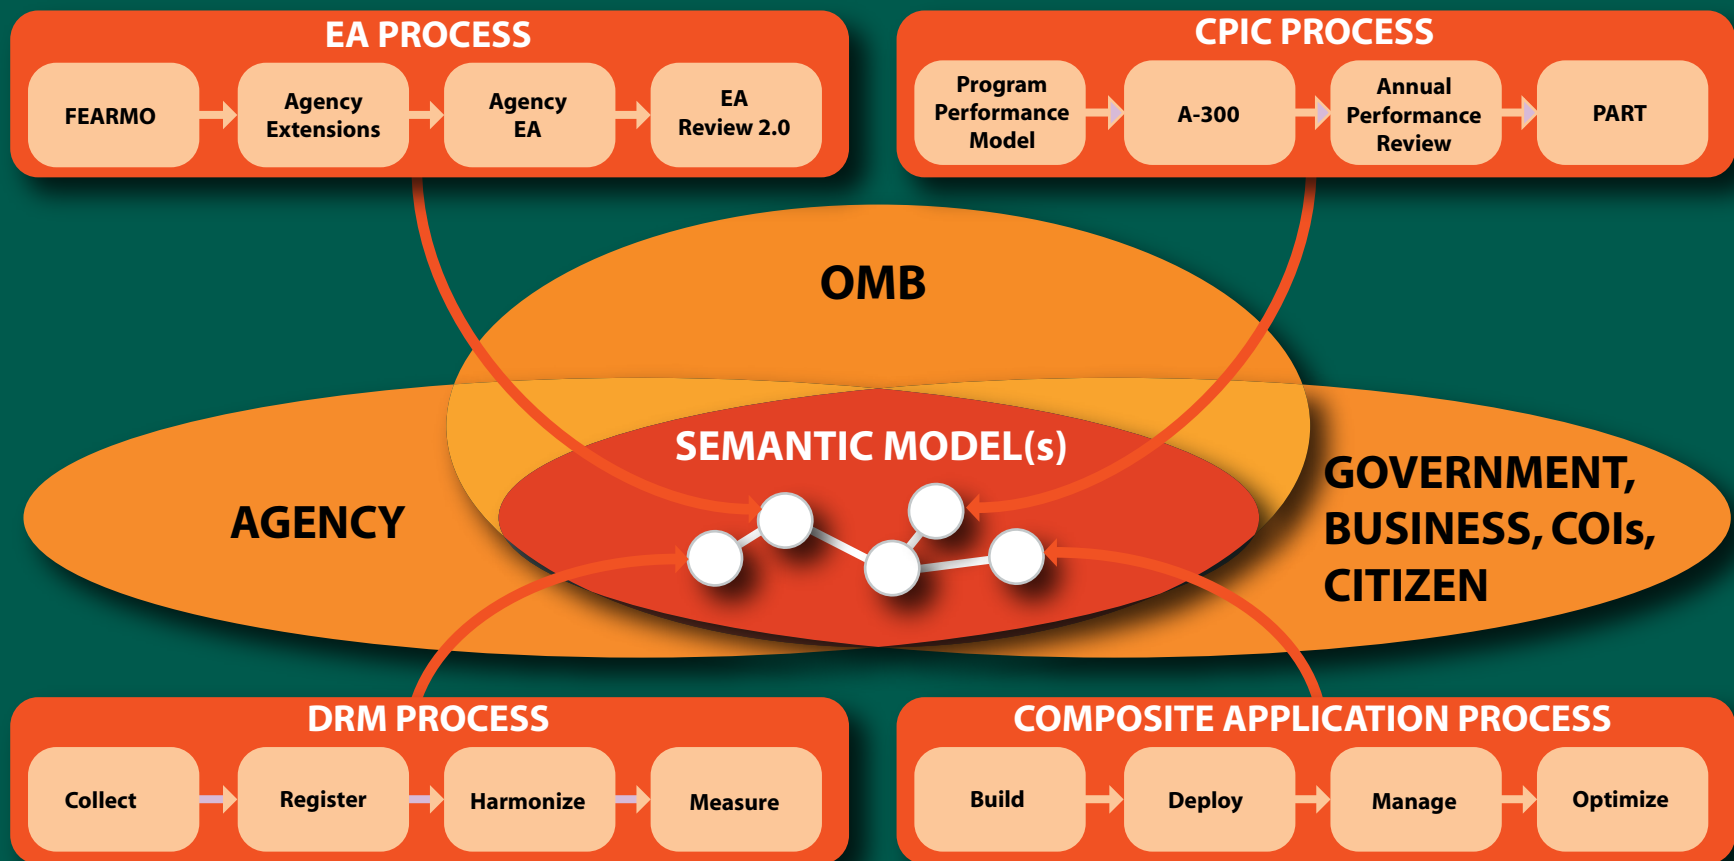 EA PROCESS
FEARMO
Agency
Extensions
Agency
EA
EA
Review 2.0
CPIC PROCESS
Program
Performance
Model
A-300
Annual
Performance
Review
PART
OMB
SEMANTIC MODEL(s)
AGENCY
GOVERNMENT,
BUSINESS, COIs,
CITIZEN
DRM PROCESS
Collect
Register
Harmonize
Measure
COMPOSITE APPLICATION PROCESS
Build
Deploy
Manage
Optimize